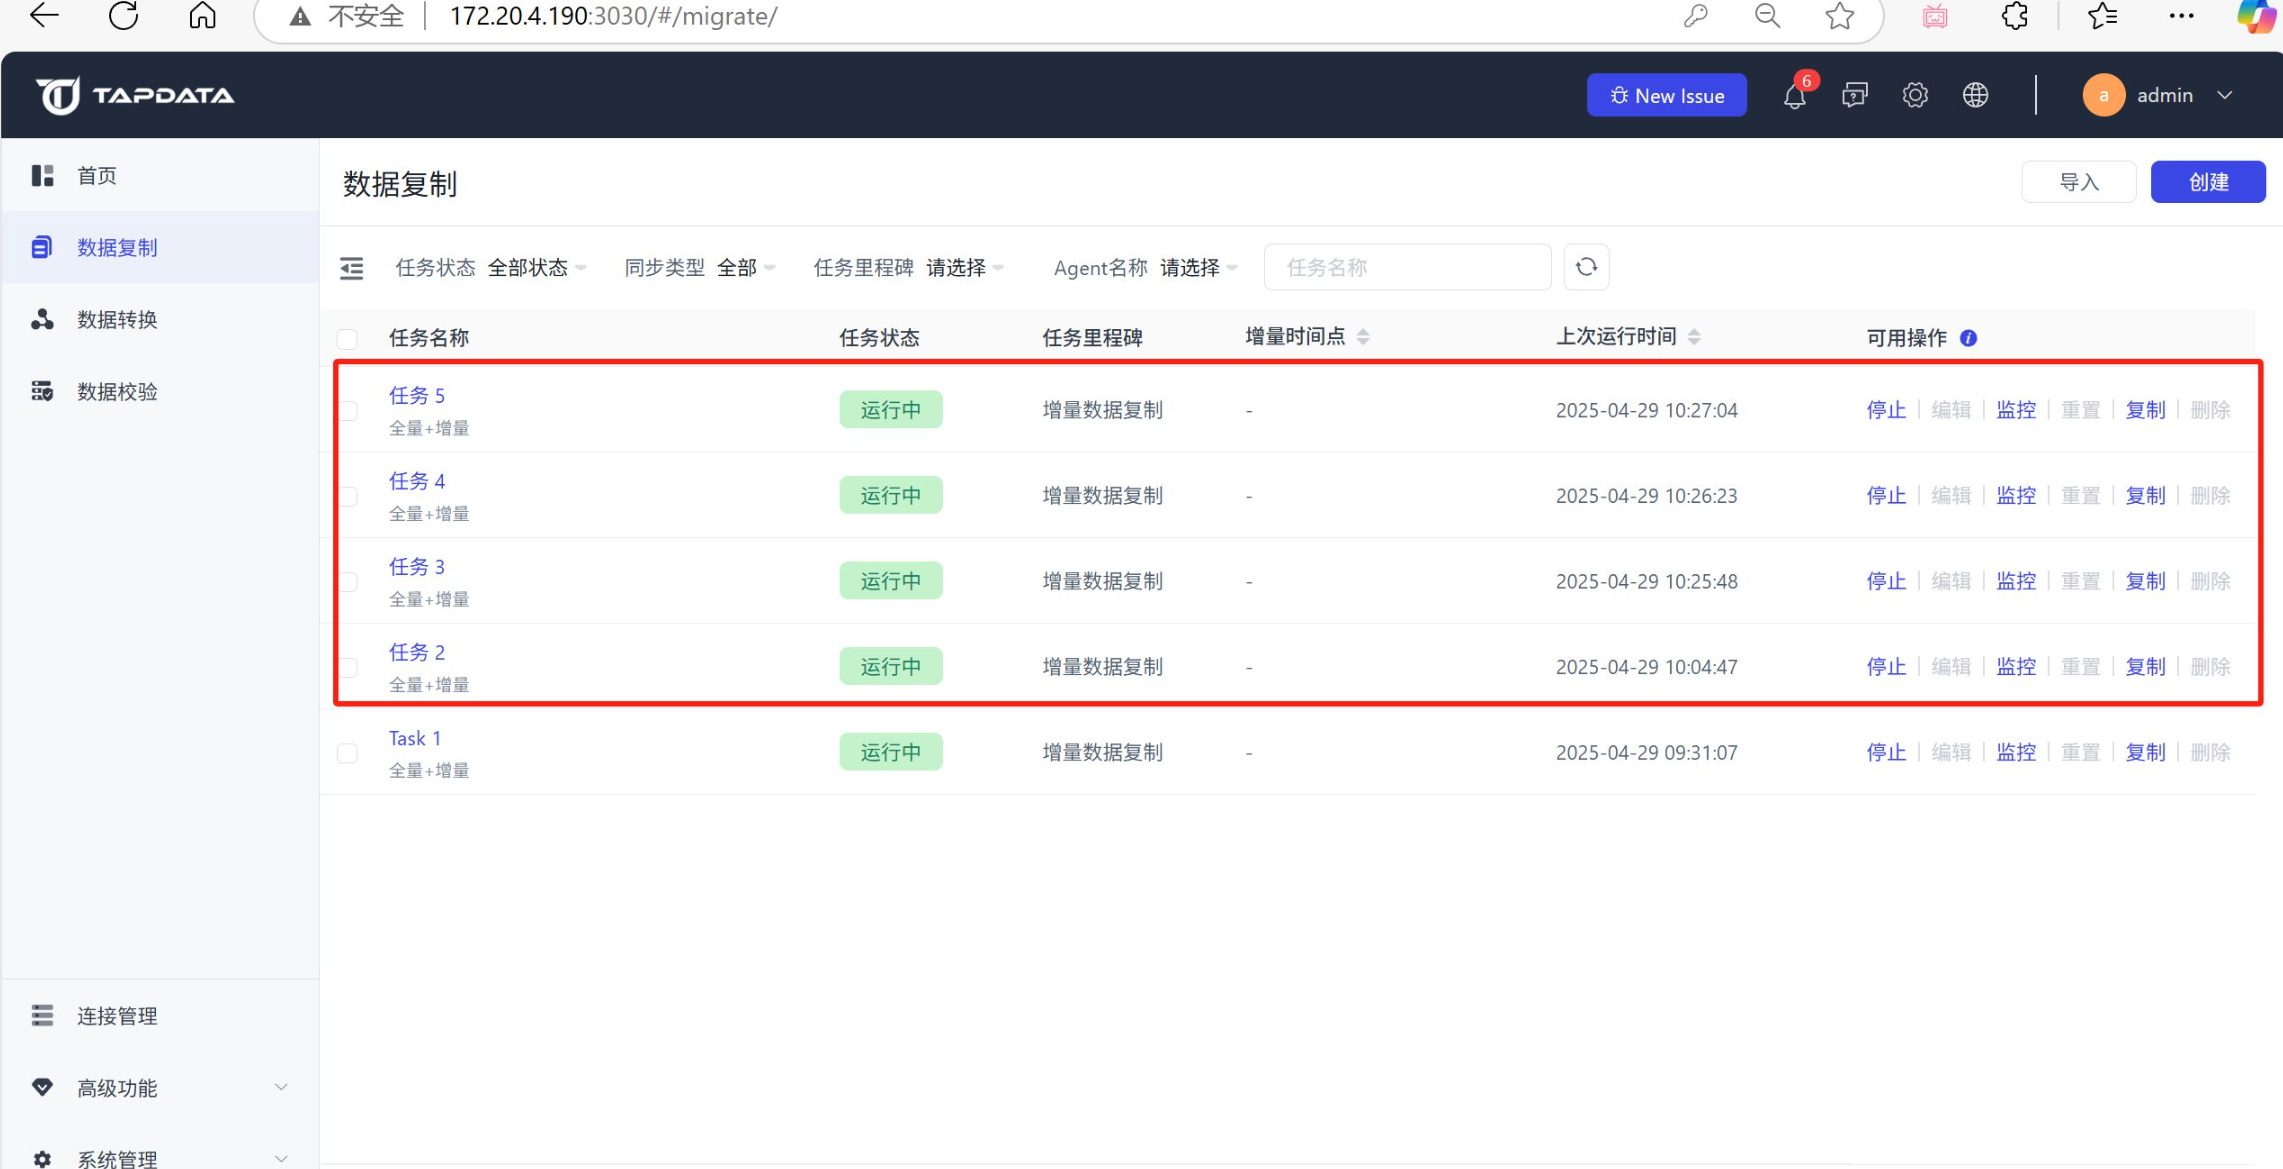 不安全 172.20.4.190:3030/#/migrate/
TAPDATA
New Issue
6
a
admin
首页
数据复制
数据转换
数据校验
连接管理
高级功能
系统管理
数据复制
导入
创建
任务状态 全部状态 同步类型 全部 任务里程碑 请选择 Agent名称 请选择 任务名称
任务名称 任务状态 任务里程碑 增量时间点 上次运行时间 可用操作
任务 5
全量+增量
运行中 增量数据复制 - 2025-04-29 10:27:04 停止 编辑 监控 重置 复制 删除
任务 4
全量+增量
运行中 增量数据复制 - 2025-04-29 10:26:23 停止 编辑 监控 重置 复制 删除
任务 3
全量+增量
运行中 增量数据复制 - 2025-04-29 10:25:48 停止 编辑 监控 重置 复制 删除
任务 2
全量+增量
运行中 增量数据复制 - 2025-04-29 10:04:47 停止 编辑 监控 重置 复制 删除
Task 1
全量+增量
运行中 增量数据复制 - 2025-04-29 09:31:07 停止 编辑 监控 重置 复制 删除